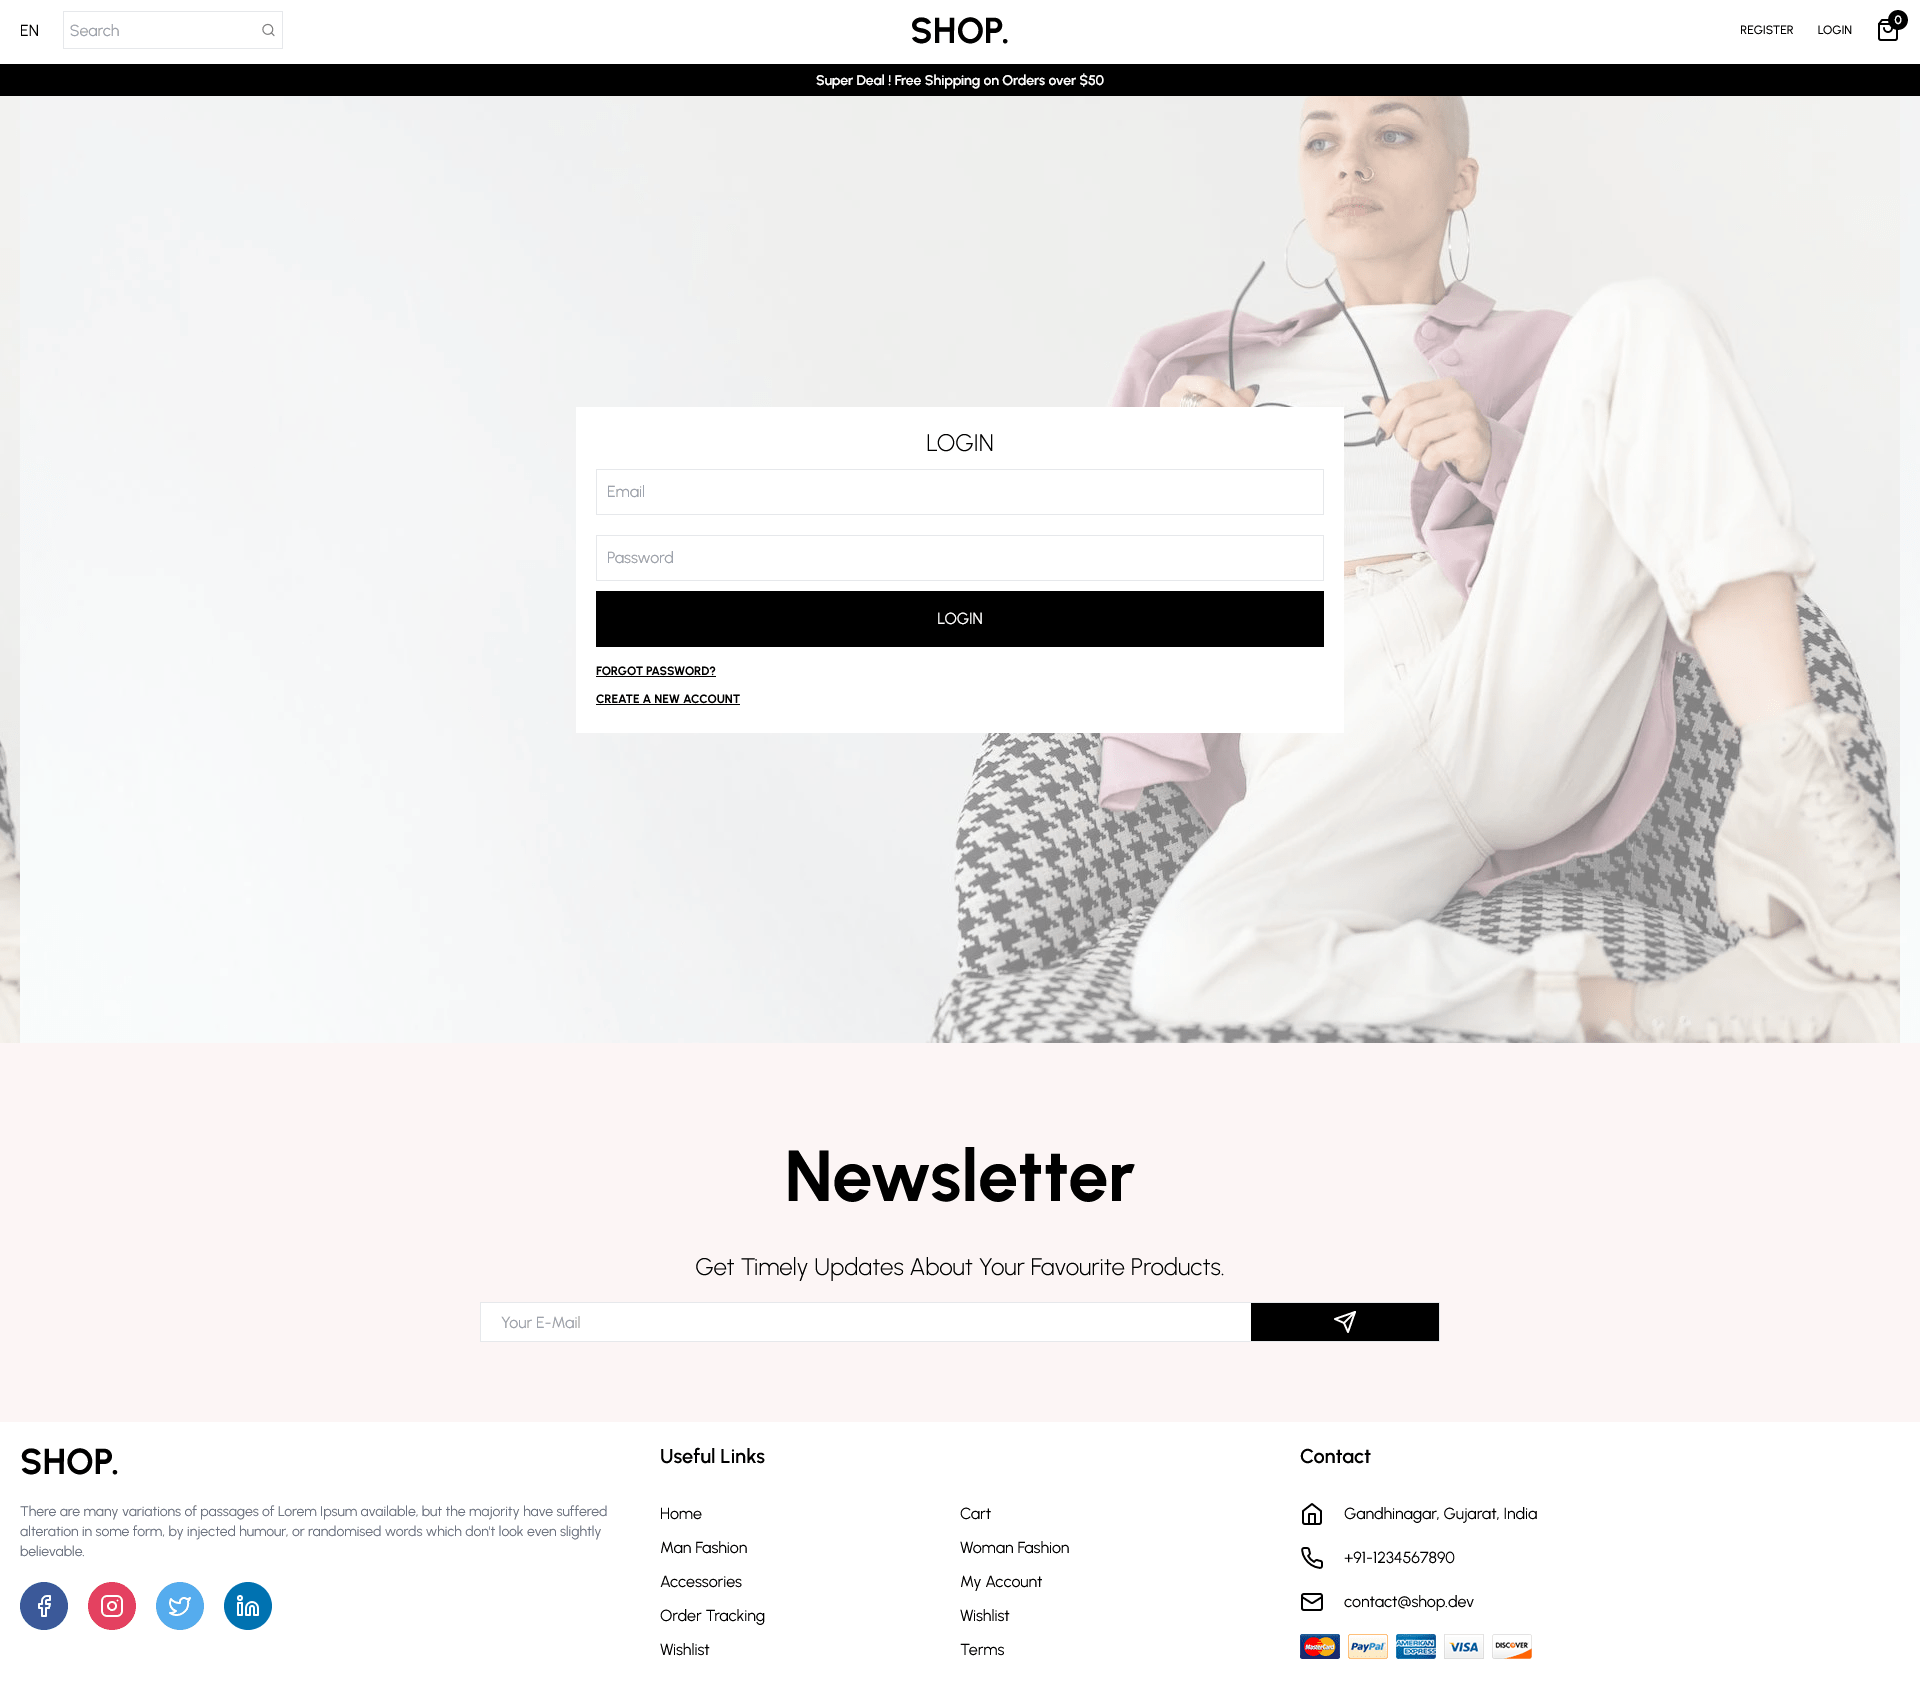 EN
Search
SHOP.
REGISTER
LOGIN
0
Super Deal ! Free Shipping on Orders over $50
LOGIN
Email
Password
LOGIN
FORGOT PASSWORD?
CREATE A NEW ACCOUNT
Newsletter
Get Timely Updates About Your Favourite Products.
Your E-Mail
SHOP.
There are many variations of passages of Lorem Ipsum available, but the majority have suffered
alteration in some form, by injected humour, or randomised words which don't look even slightly
believable.
Useful Links
Home
Cart
Man Fashion
Woman Fashion
Accessories
My Account
Order Tracking
Wishlist
Wishlist
Terms
Contact
Gandhinagar, Gujarat, India
+91-1234567890
contact@shop.dev
MasterCard
PayPal
AMERICAN EXPRESS
VISA
DISCOVER